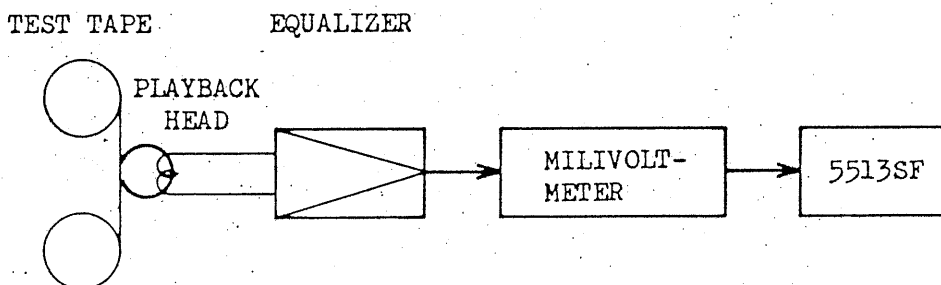 TEST TAPE
EQUALIZER
PLAYBACK
HEAD
MILIVOLT-
METER
5513SF